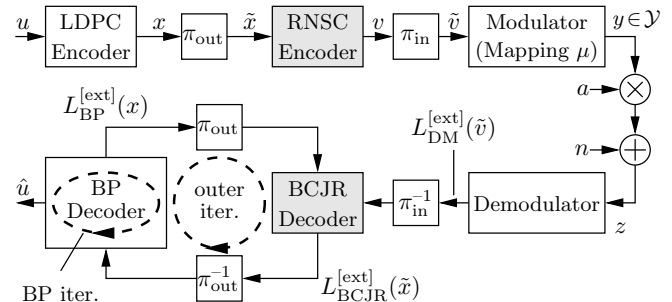 u LDPC Encoder x π_out x̃ RNSC Encoder v π_in ṽ Modulator (Mapping μ) y∈𝒴
a
L_BP^[ext](x)
π_out
L_DM^[ext](ṽ)
n
û
BP Decoder
outer iter.
BCJR Decoder
π_in^−1
Demodulator
z
BP iter.
π_out^−1
L_BCJR^[ext](x̃)